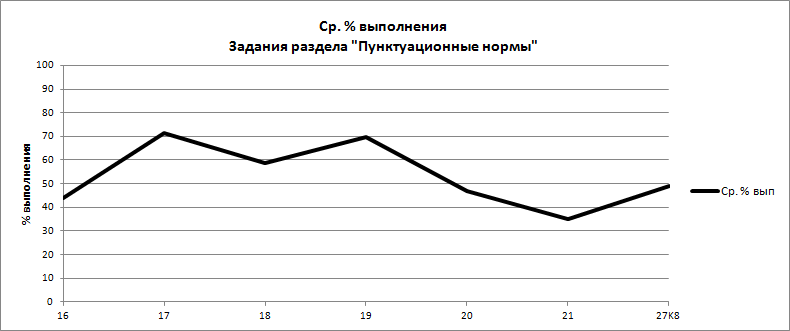 Ср. % выполнения
Задания раздела "Пунктуационные нормы"
100
90
80
70
60
50
40
30
20
10
0
% выполнения
16 17 18 19 20 21 27К8
Ср. % вып